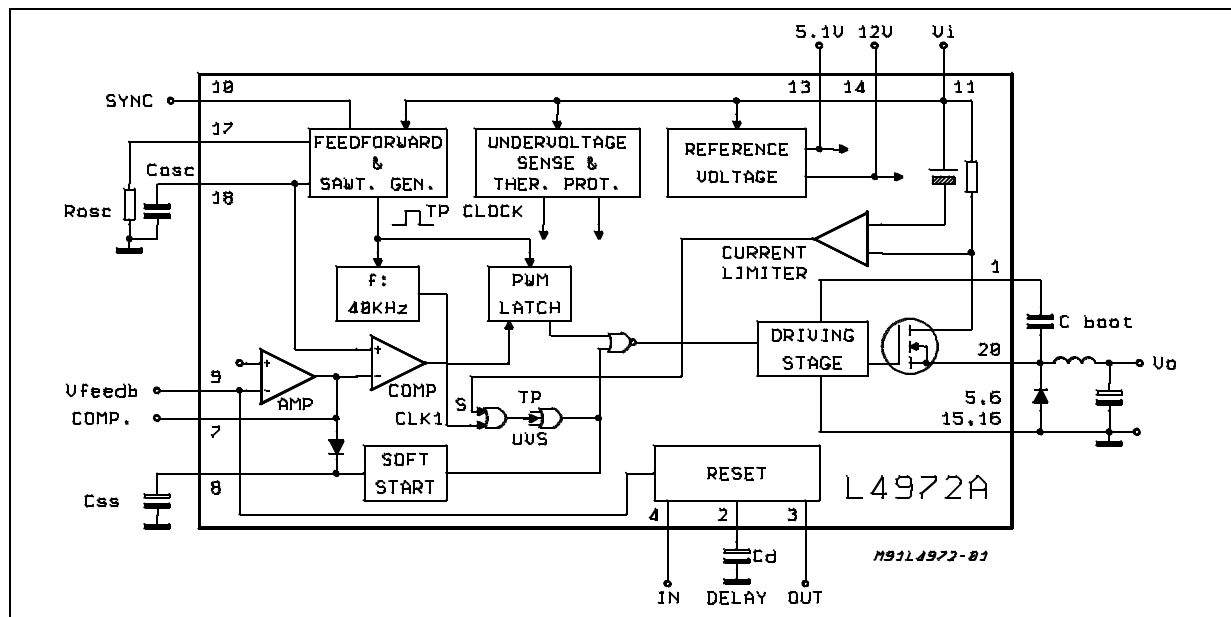 5.1V 12V Vi
10 13 14 11
SYNC
17
FEEDFORWARD
&
SAWT. GEN.
UNDERVOLTAGE
SENSE &
THER. PROT.
REFERENCE
VOLTAGE
Cosc
18
Rosc
TP CLOCK
CURRENT
LIMITER
1
f:
40KHz
PWM
LATCH
C boot
DRIVING
STAGE
20
Vo
+
-
+
-
9
Vfeedb
AMP
COMP
S
TP
5.6
COMP.
7
CLK1
UVS
15.16
SOFT
START
RESET
8
Css
L4972A
4 2 3
Cd
M91L4972-01
IN DELAY OUT